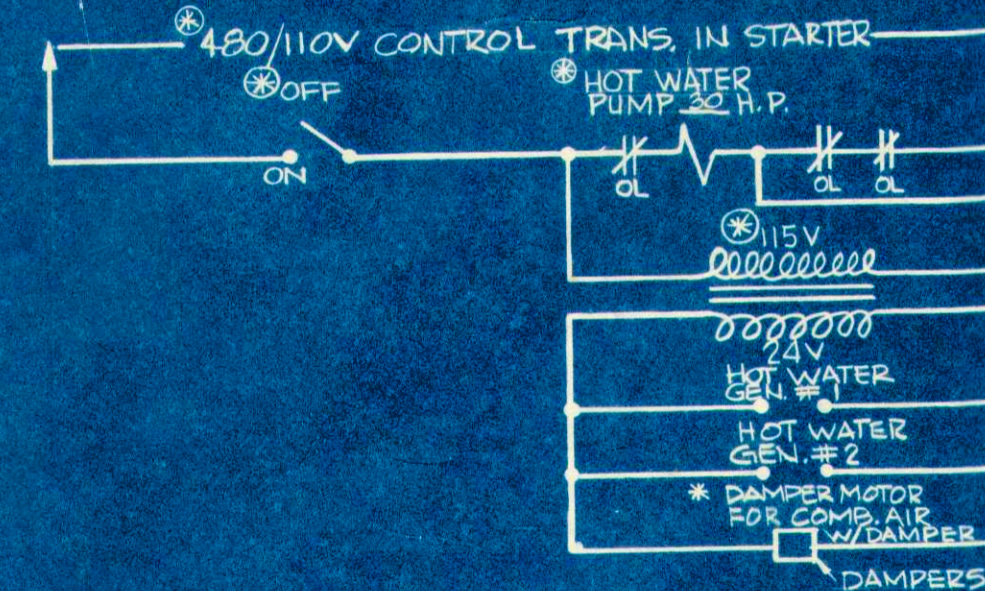 * 480/110V CONTROL TRANS. IN STARTER
* OFF
* HOT WATER
PUMP 30 H.P.
ON
OL
OL
OL
* 115V
24V
HOT WATER
GEN. #1
HOT WATER
GEN. #2
* DAMPER MOTOR
FOR COMB. AIR
W/DAMPER
DAMPERS